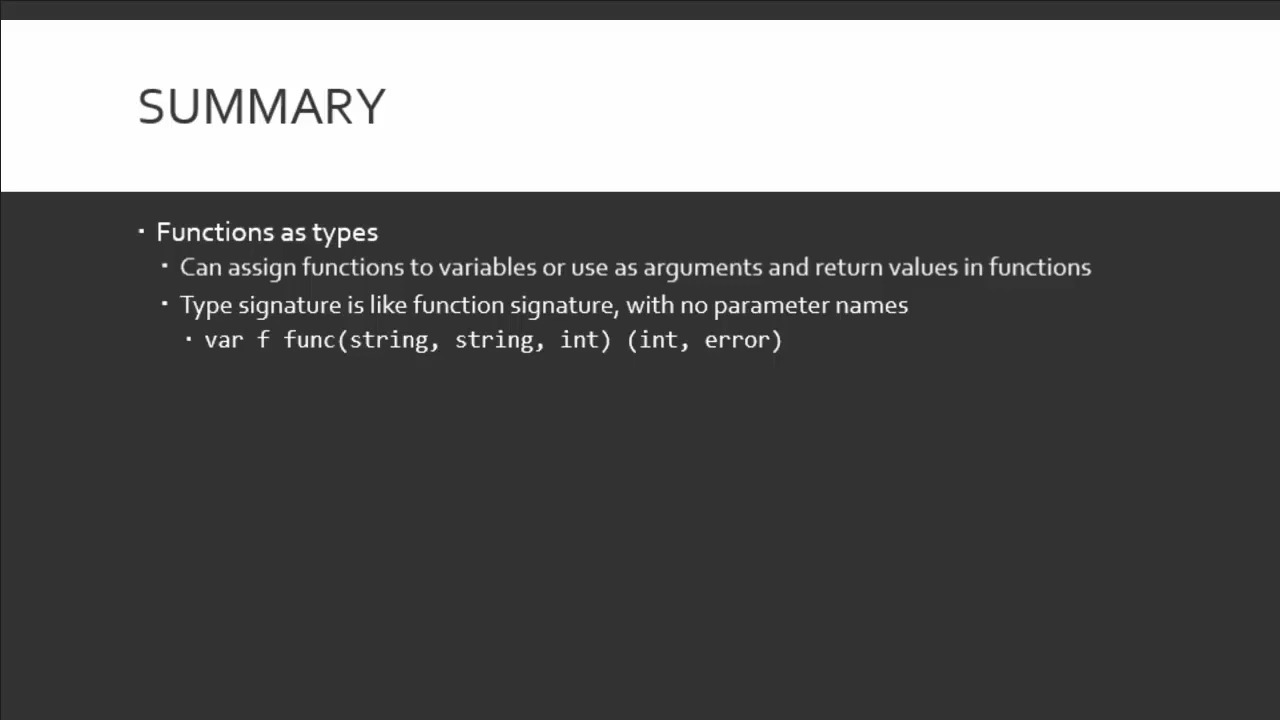 SUMMARY
▪ Functions as types
▪ Can assign functions to variables or use as arguments and return values in functions
▪ Type signature is like function signature, with no parameter names
▪ var f func(string, string, int) (int, error)